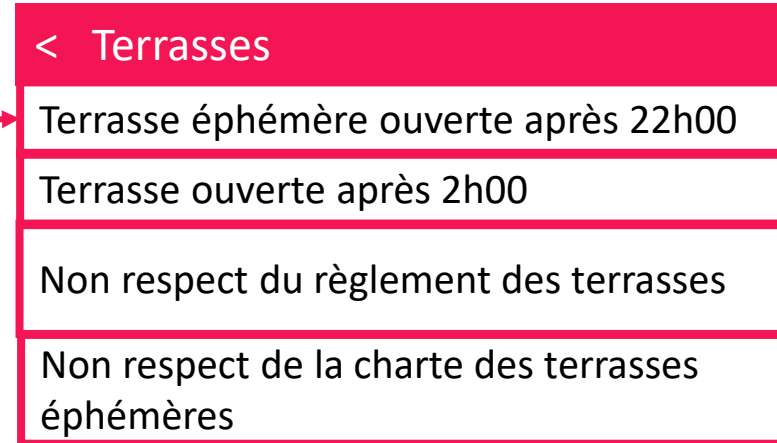 < Terrasses
Terrasse éphémère ouverte après 22h00
Terrasse ouverte après 2h00
Non respect du règlement des terrasses
Non respect de la charte des terrasses
éphémères